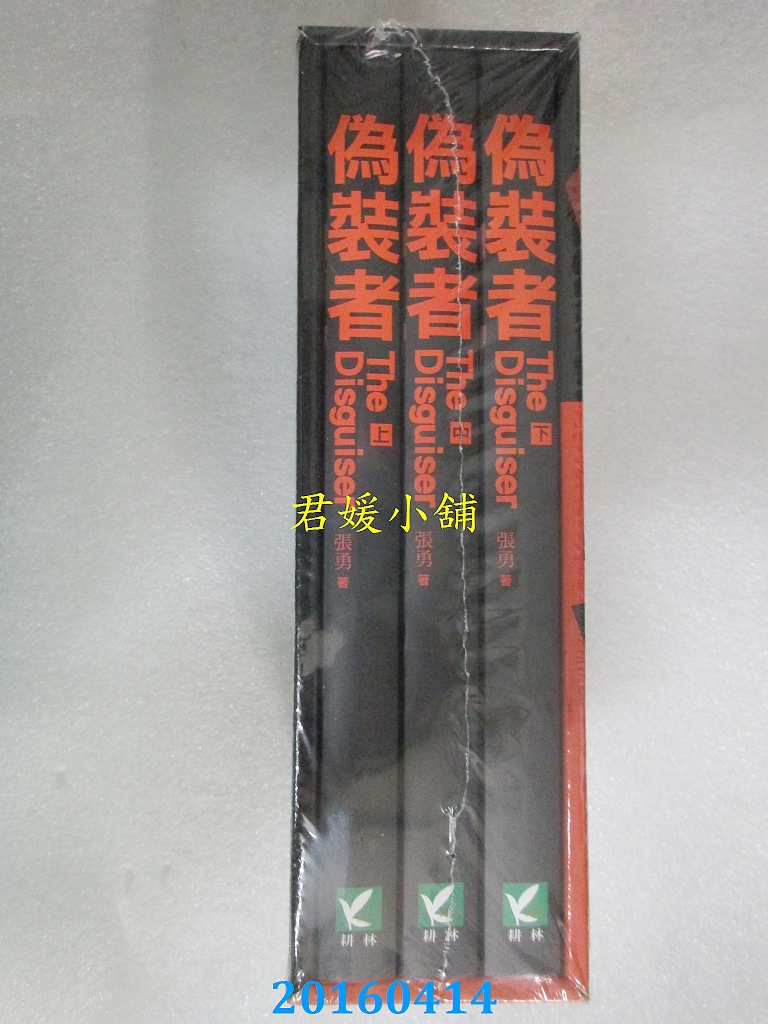 偽裝者
The Disguiser
上
張勇 著
耕林
偽裝者
The Disguiser
中
張勇 著
耕林
偽裝者
The Disguiser
下
張勇 著
耕林
君媛小舖
20160414